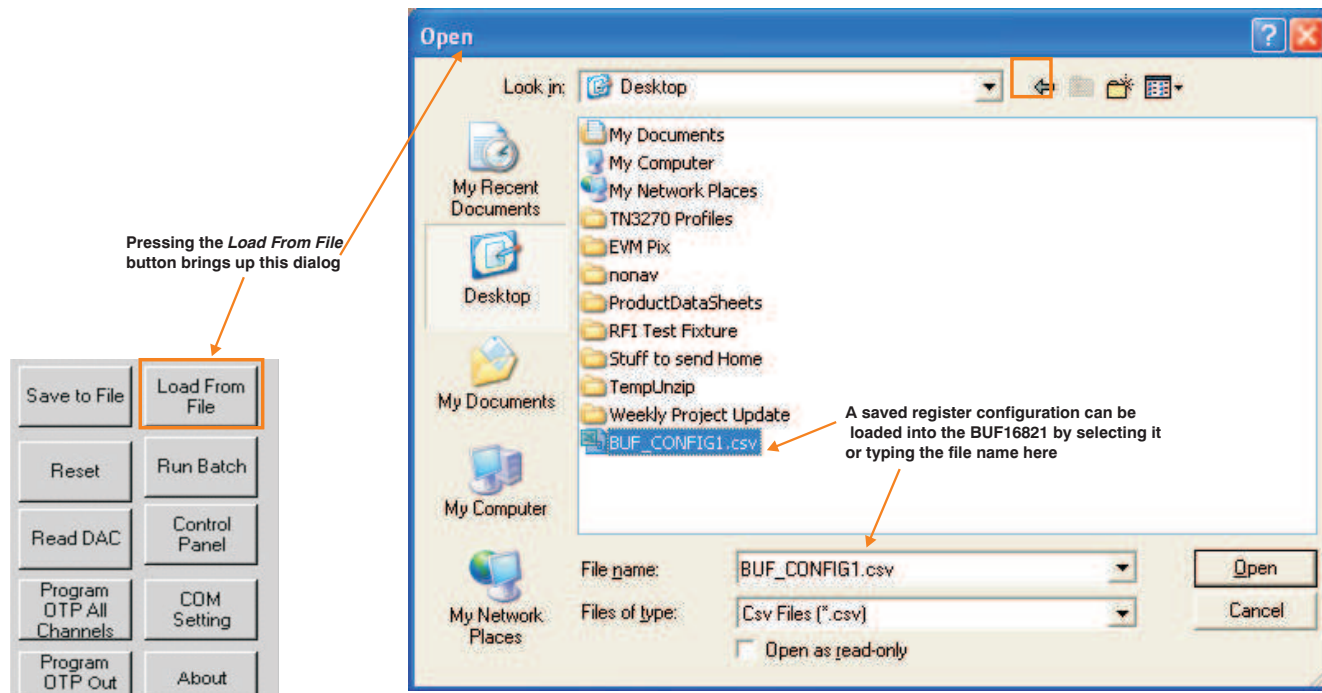 Open
Look in:
Desktop
My Recent
Documents
Desktop
My Documents
My Computer
My Network
Places
My Documents
My Computer
My Network Places
TN3270 Profiles
EVM Pix
nonav
ProductDataSheets
RFI Test Fixture
Stuff to send Home
TempUnzip
Weekly Project Update
BUF_CONFIG1.csv
A saved register configuration can be
loaded into the BUF16821 by selecting it
or typing the file name here
File name:
BUF_CONFIG1.csv
Open
Files of type:
Csv Files (*.csv)
Cancel
Open as read-only
Pressing the Load From File
button brings up this dialog
Save to File
Load From
File
Reset
Run Batch
Read DAC
Control
Panel
Program
OTP All
Channels
COM
Setting
Program
OTP Out
About